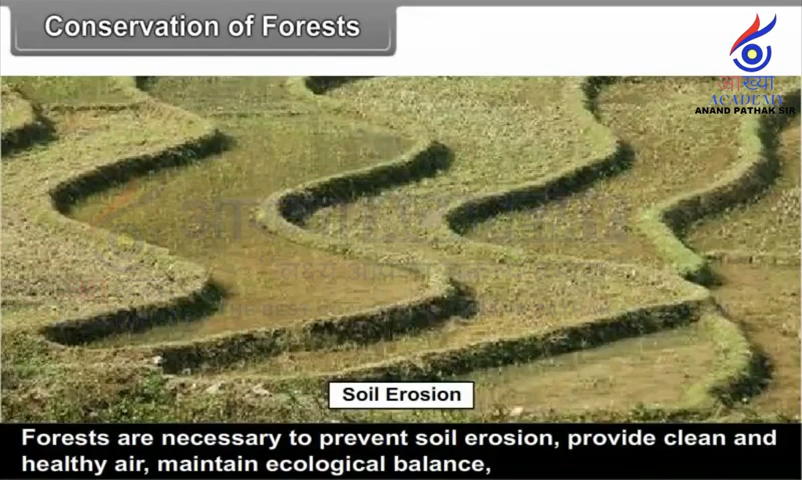 Conservation of Forests
आख्या
ACADEMY
ANAND PATHAK SIR
Soil Erosion
Forests are necessary to prevent soil erosion, provide clean and
healthy air, maintain ecological balance,